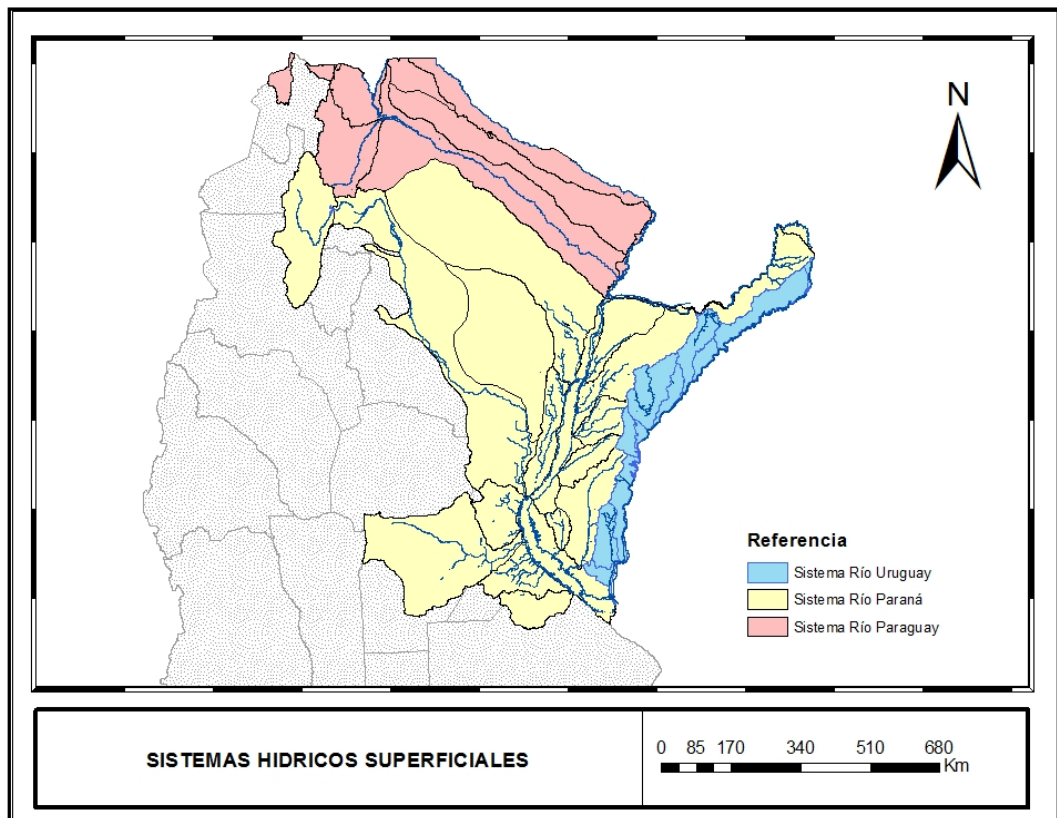 N
Referencia
Sistema Río Uruguay
Sistema Río Paraná
Sistema Río Paraguay
SISTEMAS HIDRICOS SUPERFICIALES
0 85 170 340 510 680
Km